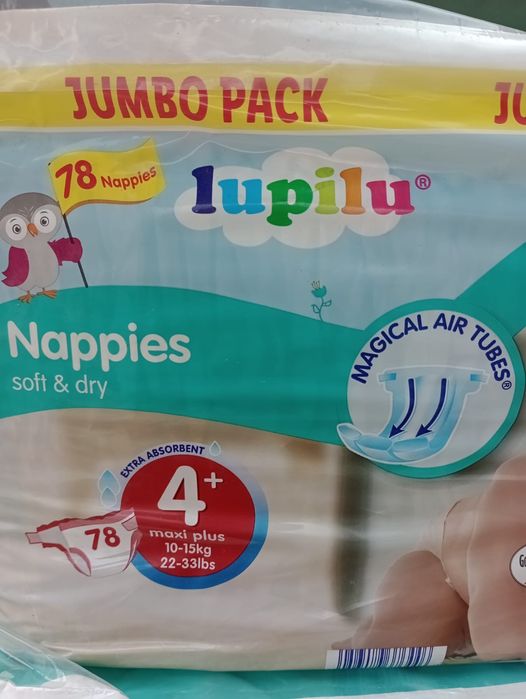 JUMBO PACK
78 Nappies
lupilu®
Nappies
soft & dry
MAGICAL AIR TUBES®
EXTRA ABSORBENT
4+
maxi plus
10-15kg
22-33lbs
78